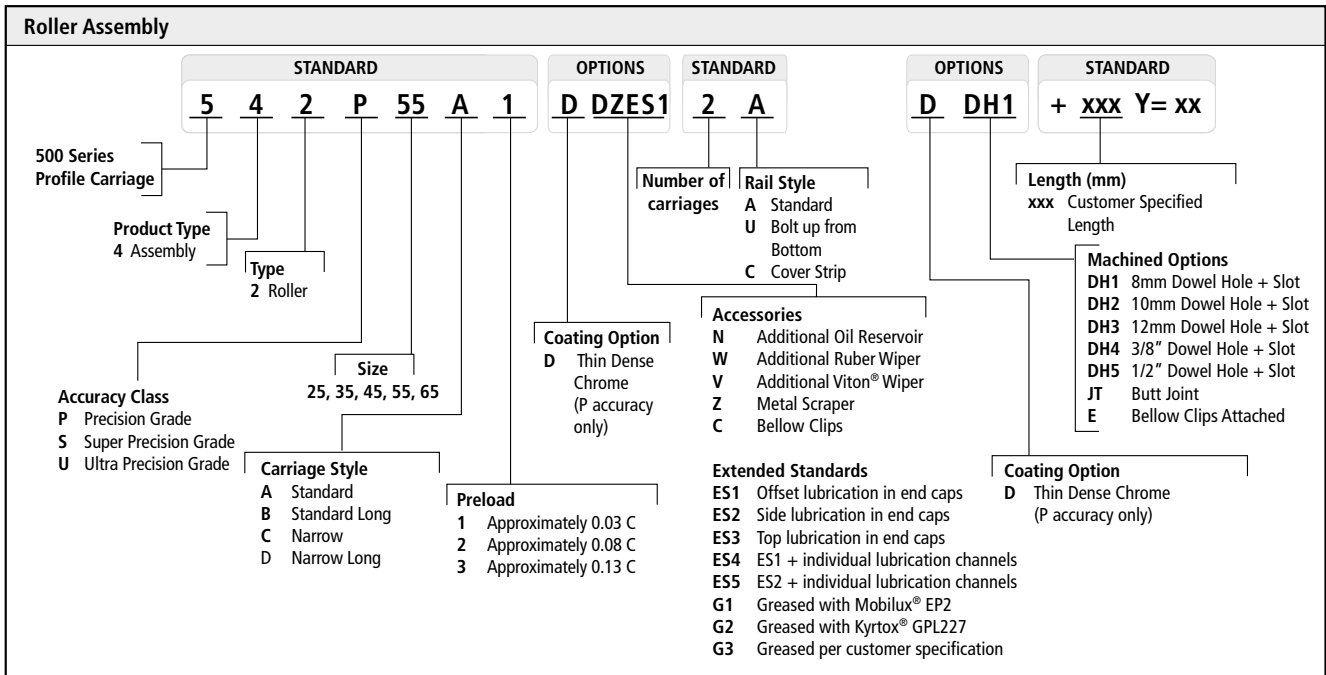 Roller Assembly
STANDARD
OPTIONS
STANDARD
OPTIONS
STANDARD
5 4 2 P 55 A 1
D DZES1
2 A
D DH1
+ xxx Y= xx
500 Series
Profile Carriage
Product Type
4 Assembly
Type
2 Roller
Accuracy Class
P Precision Grade
S Super Precision Grade
U Ultra Precision Grade
Size
25, 35, 45, 55, 65
Carriage Style
A Standard
B Standard Long
C Narrow
D Narrow Long
Preload
1 Approximately 0.03 C
2 Approximately 0.08 C
3 Approximately 0.13 C
Coating Option
D Thin Dense
Chrome
(P accuracy
only)
Number of
carriages
Rail Style
A Standard
U Bolt up from
Bottom
C Cover Strip
Accessories
N Additional Oil Reservoir
W Additional Ruber Wiper
V Additional Viton® Wiper
Z Metal Scraper
C Bellow Clips
Extended Standards
ES1 Offset lubrication in end caps
ES2 Side lubrication in end caps
ES3 Top lubrication in end caps
ES4 ES1 + individual lubrication channels
ES5 ES2 + individual lubrication channels
G1 Greased with Mobilux® EP2
G2 Greased with Kyrtox® GPL227
G3 Greased per customer specification
Length (mm)
xxx Customer Specified
Length
Machined Options
DH1 8mm Dowel Hole + Slot
DH2 10mm Dowel Hole + Slot
DH3 12mm Dowel Hole + Slot
DH4 3/8” Dowel Hole + Slot
DH5 1/2” Dowel Hole + Slot
JT Butt Joint
E Bellow Clips Attached
Coating Option
D Thin Dense Chrome
(P accuracy only)